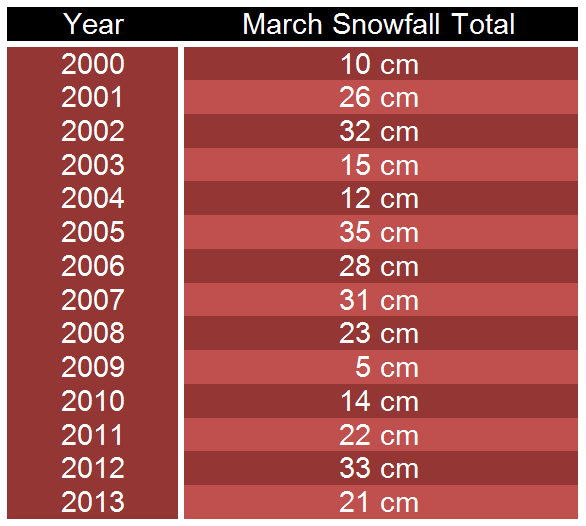 Year March Snowfall Total
2000 10 cm
2001 26 cm
2002 32 cm
2003 15 cm
2004 12 cm
2005 35 cm
2006 28 cm
2007 31 cm
2008 23 cm
2009 5 cm
2010 14 cm
2011 22 cm
2012 33 cm
2013 21 cm